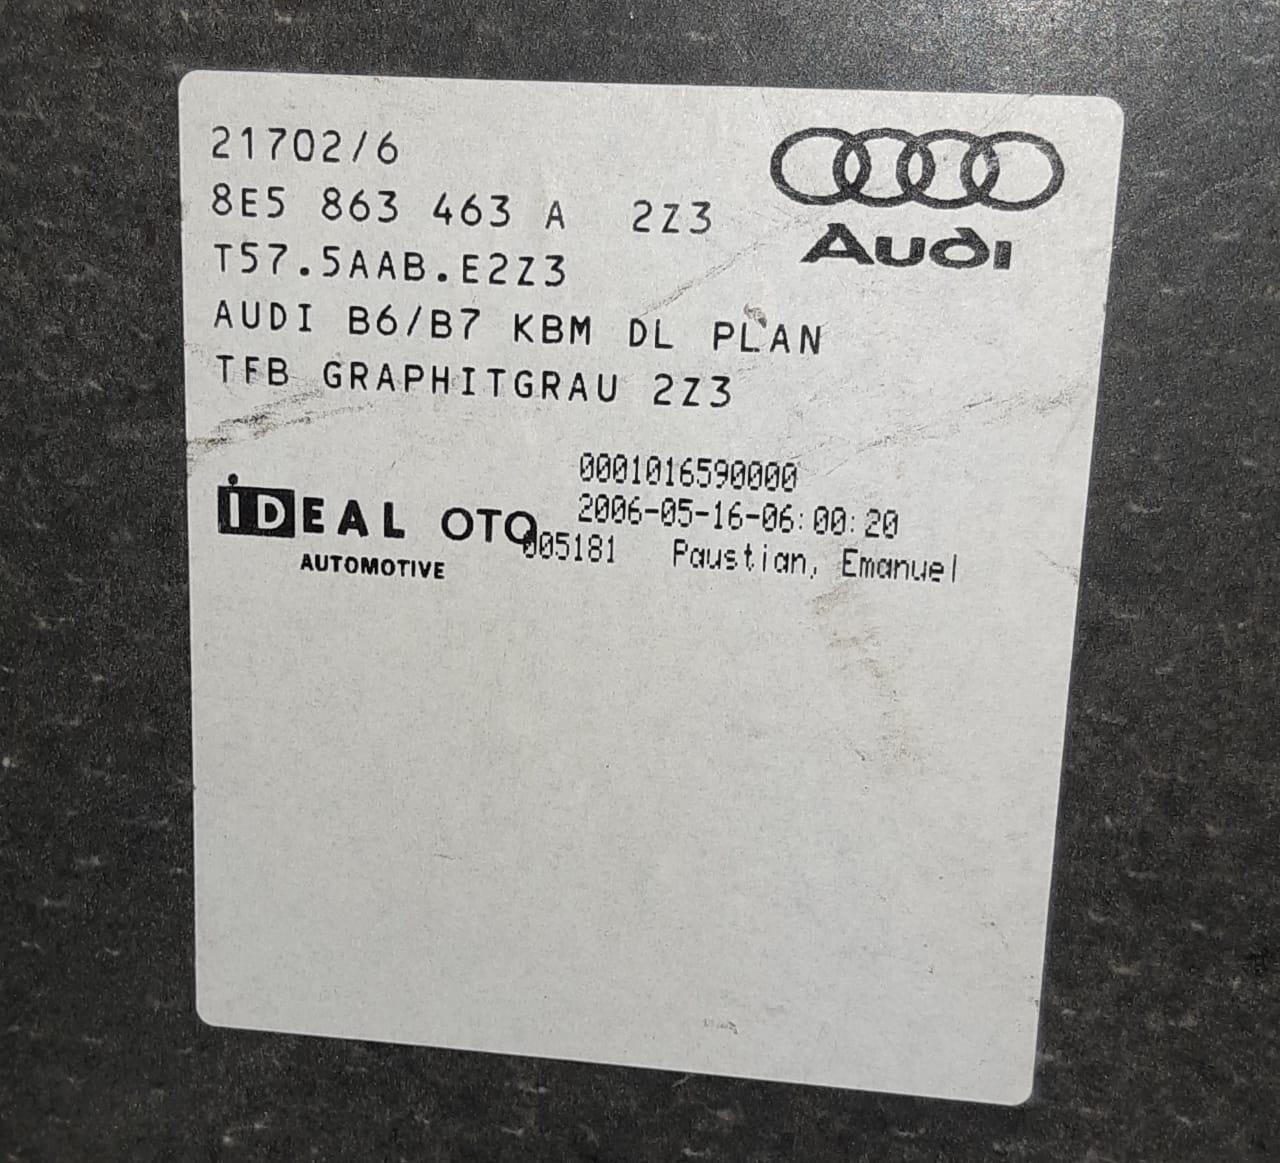 21702/6
8E5 863 463 A 2Z3
T57.5AAB.E2Z3
AUDI B6/B7 KBM DL PLAN
TFB GRAPHITGRAU 2Z3
Audi
0001016590000
2006-05-16-06:00:20
005181 Paustian, Emanuel
iDEAL OTO
AUTOMOTIVE